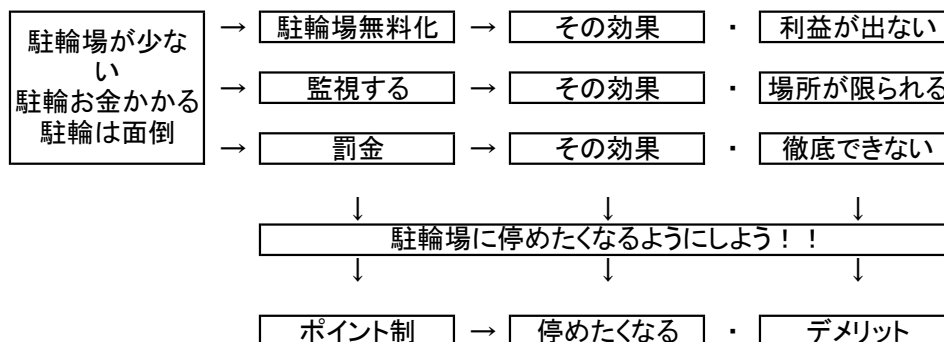 駐輪場が少な
い
駐輪お金かかる
駐輪は面倒
→ 駐輪場無料化 → その効果 ・ 利益が出ない
→ 監視する → その効果 ・ 場所が限られる
→ 罰金 → その効果 ・ 徹底できない
↓ ↓ ↓
駐輪場に停めたくなるようにしよう！！
↓ ↓ ↓
ポイント制 → 停めたくなる ・ デメリット